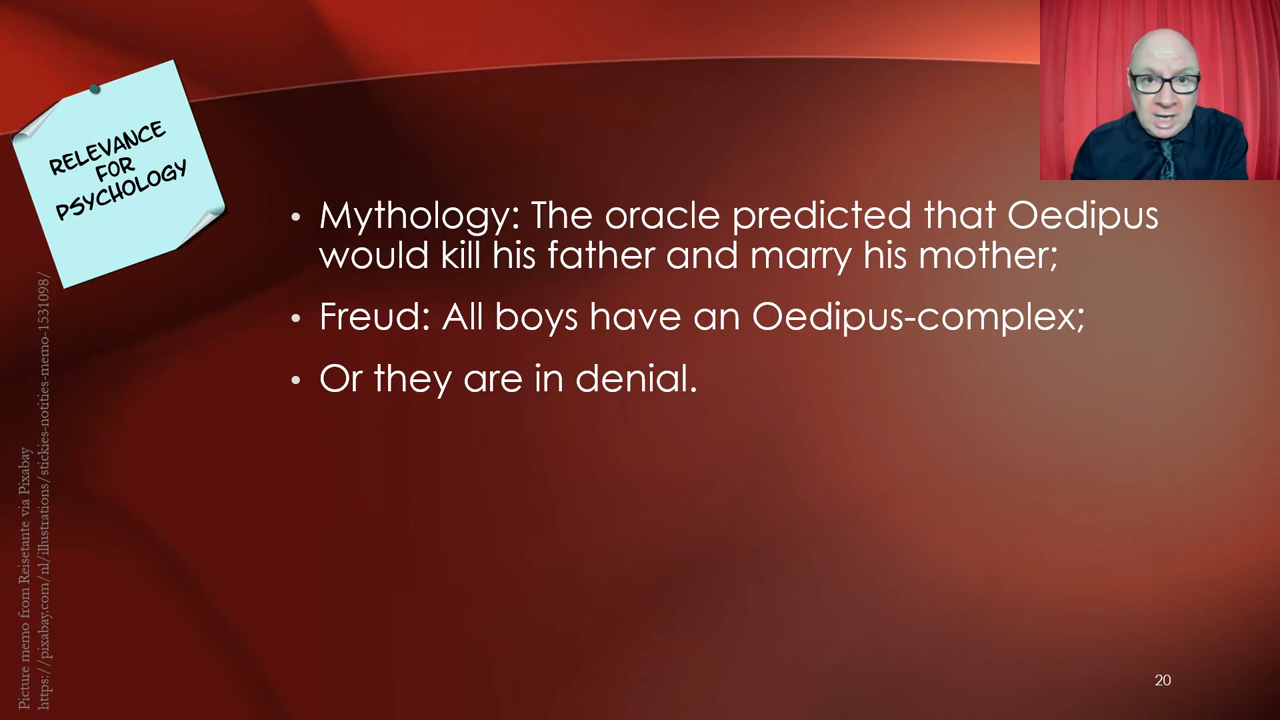 RELEVANCE
FOR
PSYCHOLOGY
• Mythology: The oracle predicted that Oedipus
would kill his father and marry his mother;
• Freud: All boys have an Oedipus-complex;
• Or they are in denial.
Picture memo from Reisetante via Pixabay
https://pixabay.com/nl/illustrations/stickies-notities-memo-1531098/
20